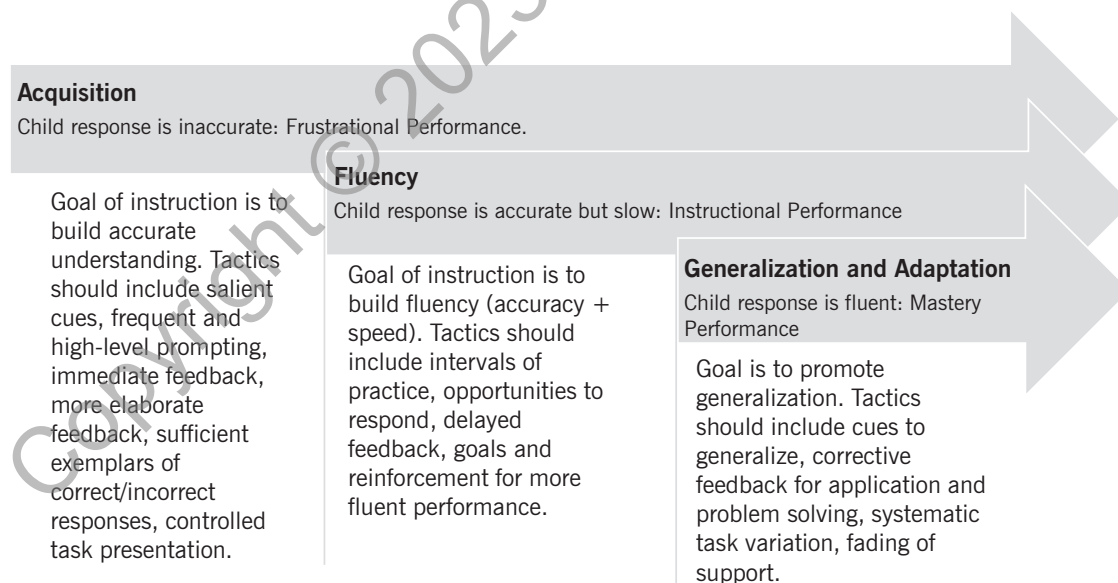 Acquisition
Child response is inaccurate: Frustrational Performance.
Goal of instruction is to
build accurate
understanding. Tactics
should include salient
cues, frequent and
high-level prompting,
immediate feedback,
more elaborate
feedback, sufficient
exemplars of
correct/incorrect
responses, controlled
task presentation.
Fluency
Child response is accurate but slow: Instructional Performance
Goal of instruction is to
build fluency (accuracy +
speed). Tactics should
include intervals of
practice, opportunities to
respond, delayed
feedback, goals and
reinforcement for more
fluent performance.
Generalization and Adaptation
Child response is fluent: Mastery
Performance
Goal is to promote
generalization. Tactics
should include cues to
generalize, corrective
feedback for application and
problem solving, systematic
task variation, fading of
support.
Copyright © 2023